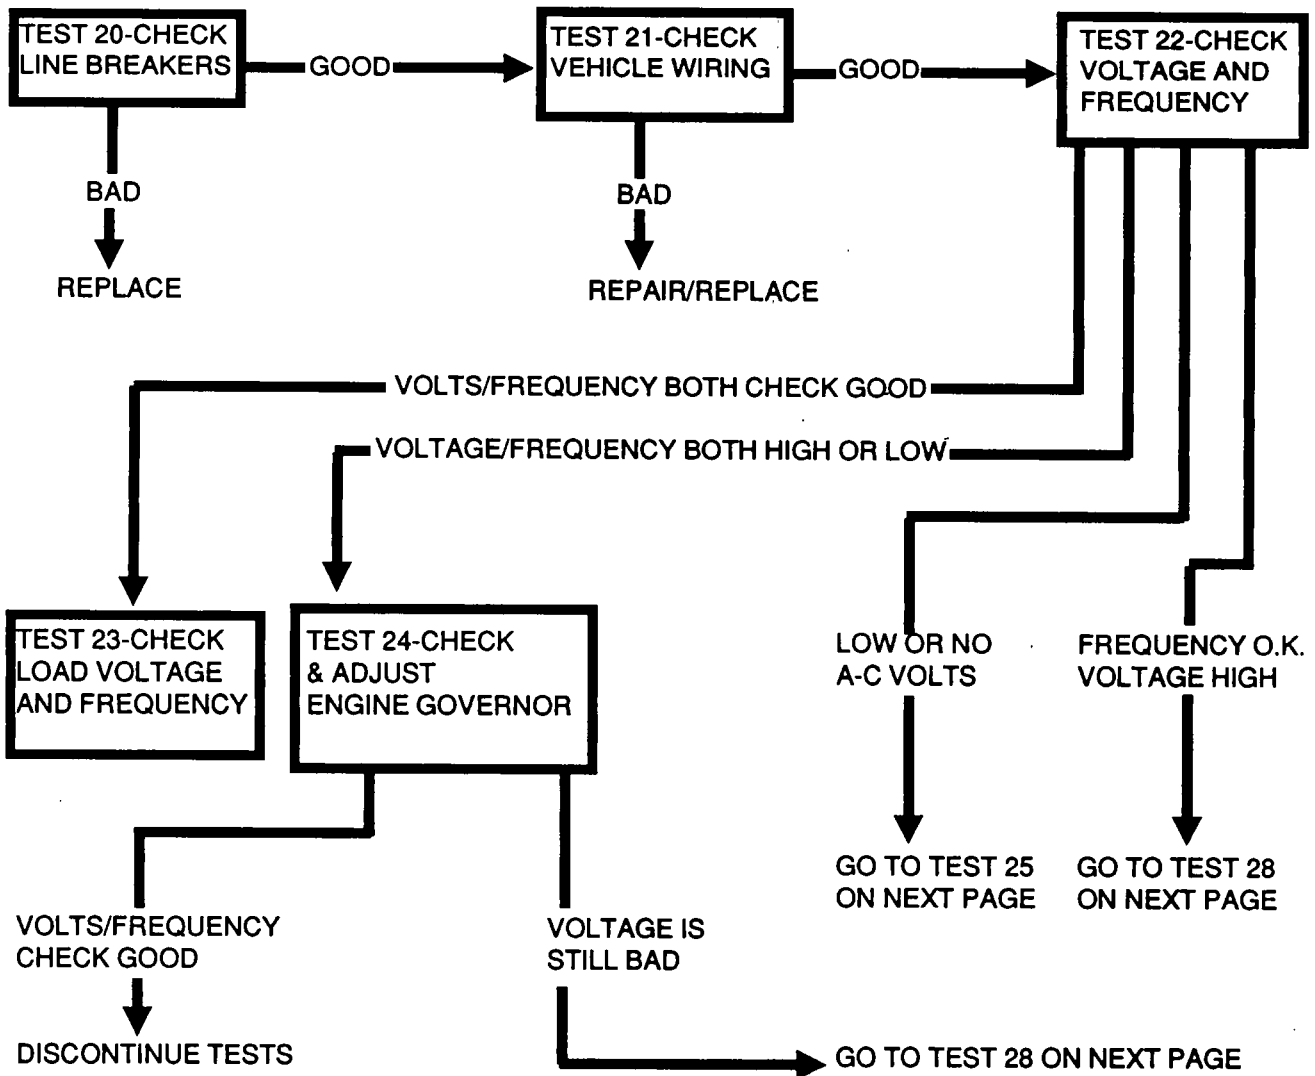 TEST 20-CHECK
LINE BREAKERS
GOOD
TEST 21-CHECK
VEHICLE WIRING
GOOD
TEST 22-CHECK
VOLTAGE AND
FREQUENCY
BAD
REPLACE
BAD
REPAIR/REPLACE
VOLTS/FREQUENCY BOTH CHECK GOOD
VOLTAGE/FREQUENCY BOTH HIGH OR LOW
TEST 23-CHECK
LOAD VOLTAGE
AND FREQUENCY
TEST 24-CHECK
& ADJUST
ENGINE GOVERNOR
LOW OR NO
A-C VOLTS
FREQUENCY O.K.
VOLTAGE HIGH
GO TO TEST 25
ON NEXT PAGE
GO TO TEST 28
ON NEXT PAGE
VOLTS/FREQUENCY
CHECK GOOD
VOLTAGE IS
STILL BAD
DISCONTINUE TESTS
GO TO TEST 28 ON NEXT PAGE